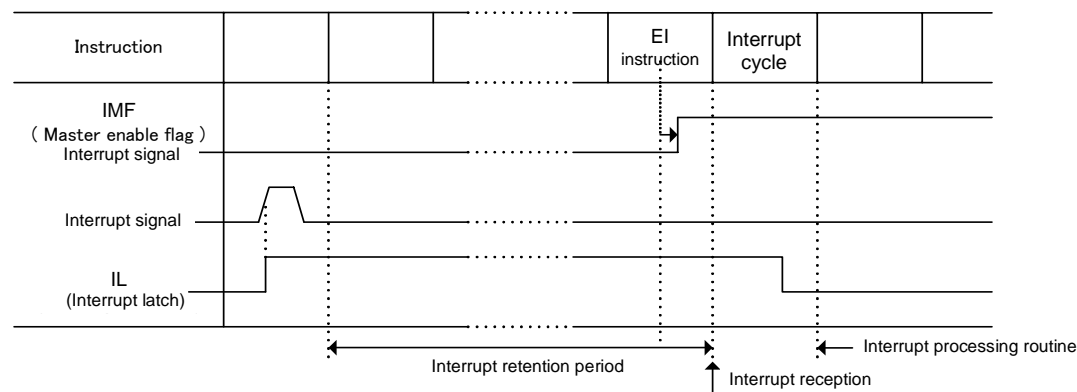 Instruction
EI
instruction
Interrupt
cycle
IMF
( Master enable flag )
Interrupt signal
Interrupt signal
IL
(Interrupt latch)
Interrupt retention period
Interrupt processing routine
Interrupt reception